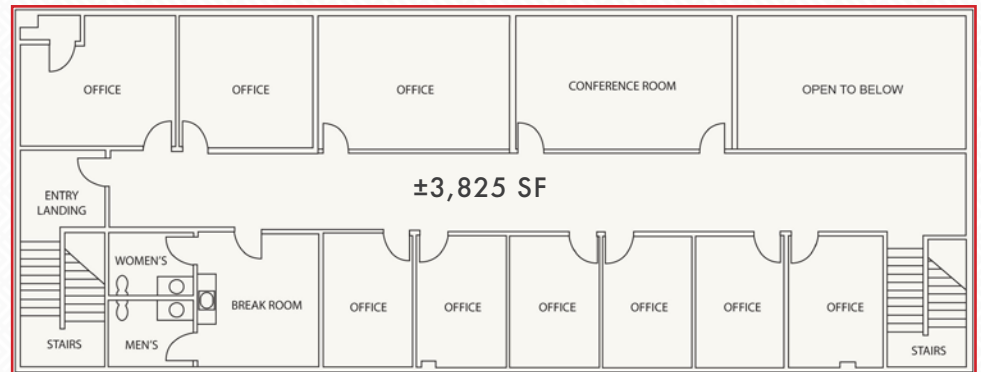 OFFICE
OFFICE
OFFICE
CONFERENCE ROOM
OPEN TO BELOW
ENTRY
LANDING
±3,825 SF
WOMEN'S
BREAK ROOM
OFFICE
OFFICE
OFFICE
OFFICE
OFFICE
OFFICE
STAIRS
MEN'S
STAIRS